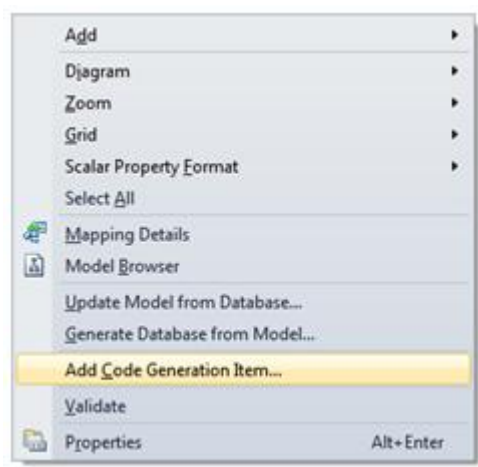 Add
Diagram
Zoom
Grid
Scalar Property Format
Select All
Mapping Details
Model Browser
Update Model from Database...
Generate Database from Model...
Add Code Generation Item...
Validate
Properties Alt+Enter